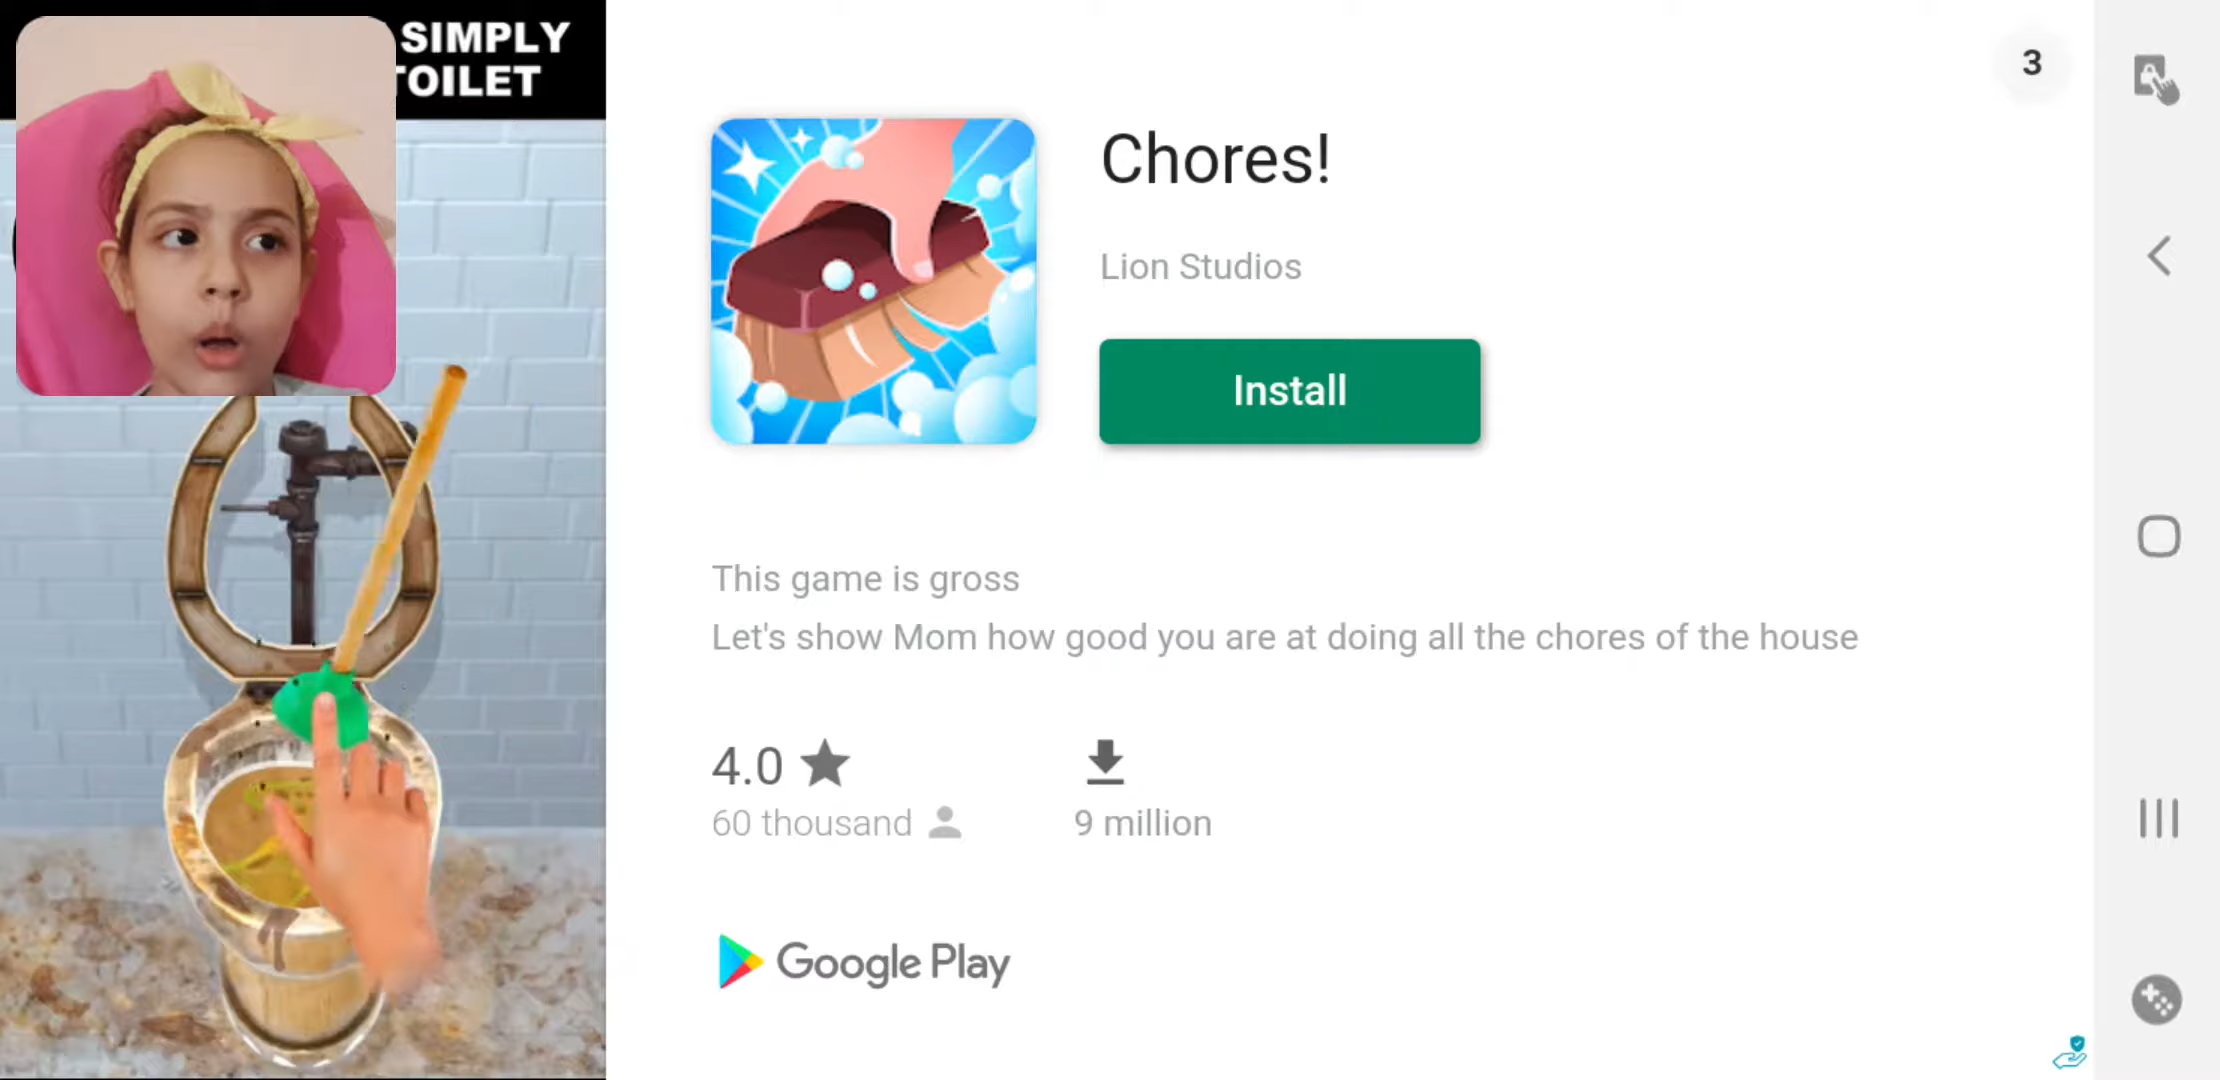 SIMPLY
TOILET
3
Chores!
Lion Studios
Install
This game is gross
Let's show Mom how good you are at doing all the chores of the house
4.0
60 thousand
9 million
Google Play